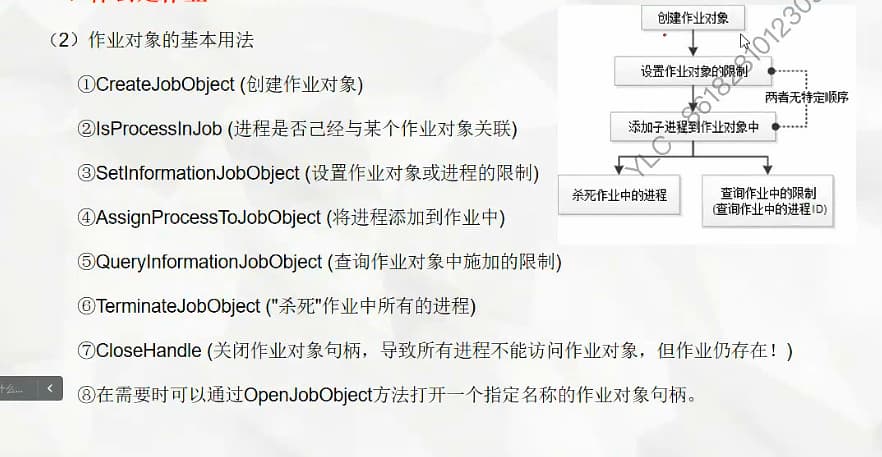 （2）作业对象的基本用法
①CreateJobObject (创建作业对象)
②IsProcessInJob (进程是否己经与某个作业对象关联)
③SetInformationJobObject (设置作业对象或进程的限制)
④AssignProcessToJobObject (将进程添加到作业中)
⑤QueryInformationJobObject (查询作业对象中施加的限制)
⑥TerminateJobObject ("杀死"作业中所有的进程)
⑦CloseHandle (关闭作业对象句柄，导致所有进程不能访问作业对象，但作业仍存在！)
⑧在需要时可以通过OpenJobObject方法打开一个指定名称的作业对象句柄。
创建作业对象
设置作业对象的限制
两者无特定顺序
添加子进程到作业对象中
杀死作业中的进程
查询作业中的限制
(查询作业中的进程ID)
什么...